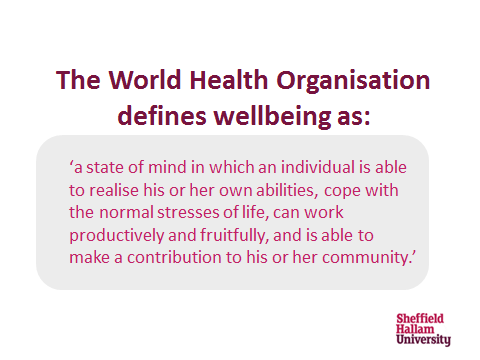 The World Health Organisation
defines wellbeing as:
‘a state of mind in which an individual is able
to realise his or her own abilities, cope with
the normal stresses of life, can work
productively and fruitfully, and is able to
make a contribution to his or her community.’
Sheffield
Hallam
University